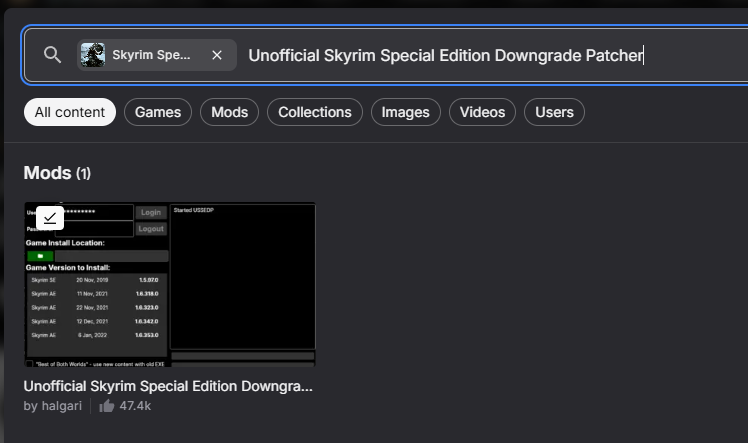 Skyrim Spe...
Unofficial Skyrim Special Edition Downgrade Patcher
All content
Games
Mods
Collections
Images
Videos
Users
Mods (1)
********* Login
Started USSEDP
Logout
Game Install Location:
Game Version to Install:
Skyrim SE 20 Nov, 2019 1.5.97.0
Skyrim AE 11 Nov, 2021 1.6.318.0
Skyrim AE 22 Nov, 2021 1.6.323.0
Skyrim AE 12 Dec, 2021 1.6.342.0
Skyrim AE 6 Jan, 2022 1.6.353.0
"Best of Both Worlds" - use new content with old EXE
Unofficial Skyrim Special Edition Downgra...
by halgari
47.4k